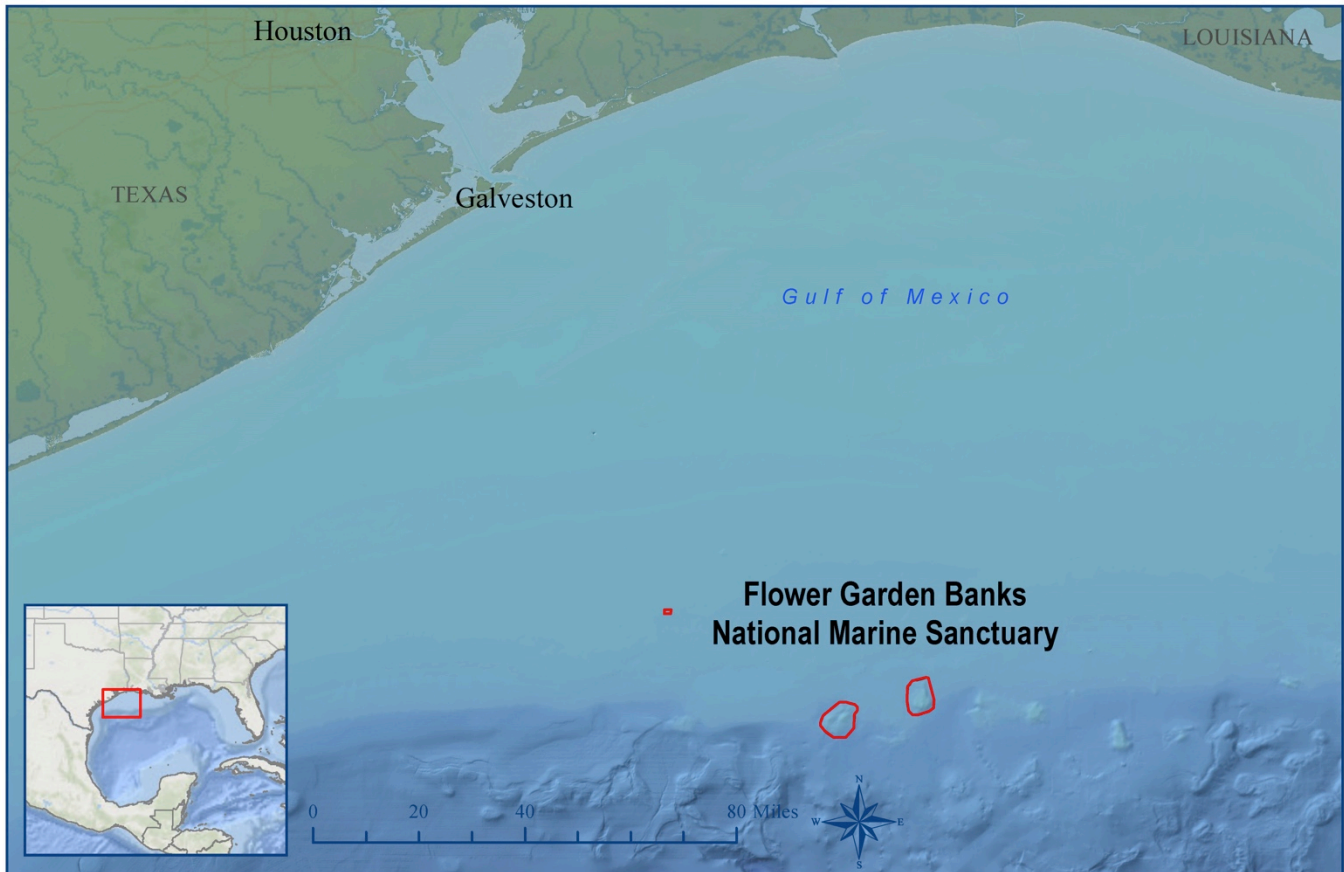 Houston
LOUISIANA
TEXAS
Galveston
Gulf of Mexico
Flower Garden Banks
National Marine Sanctuary
N
W E
S
0 20 40 80 Miles